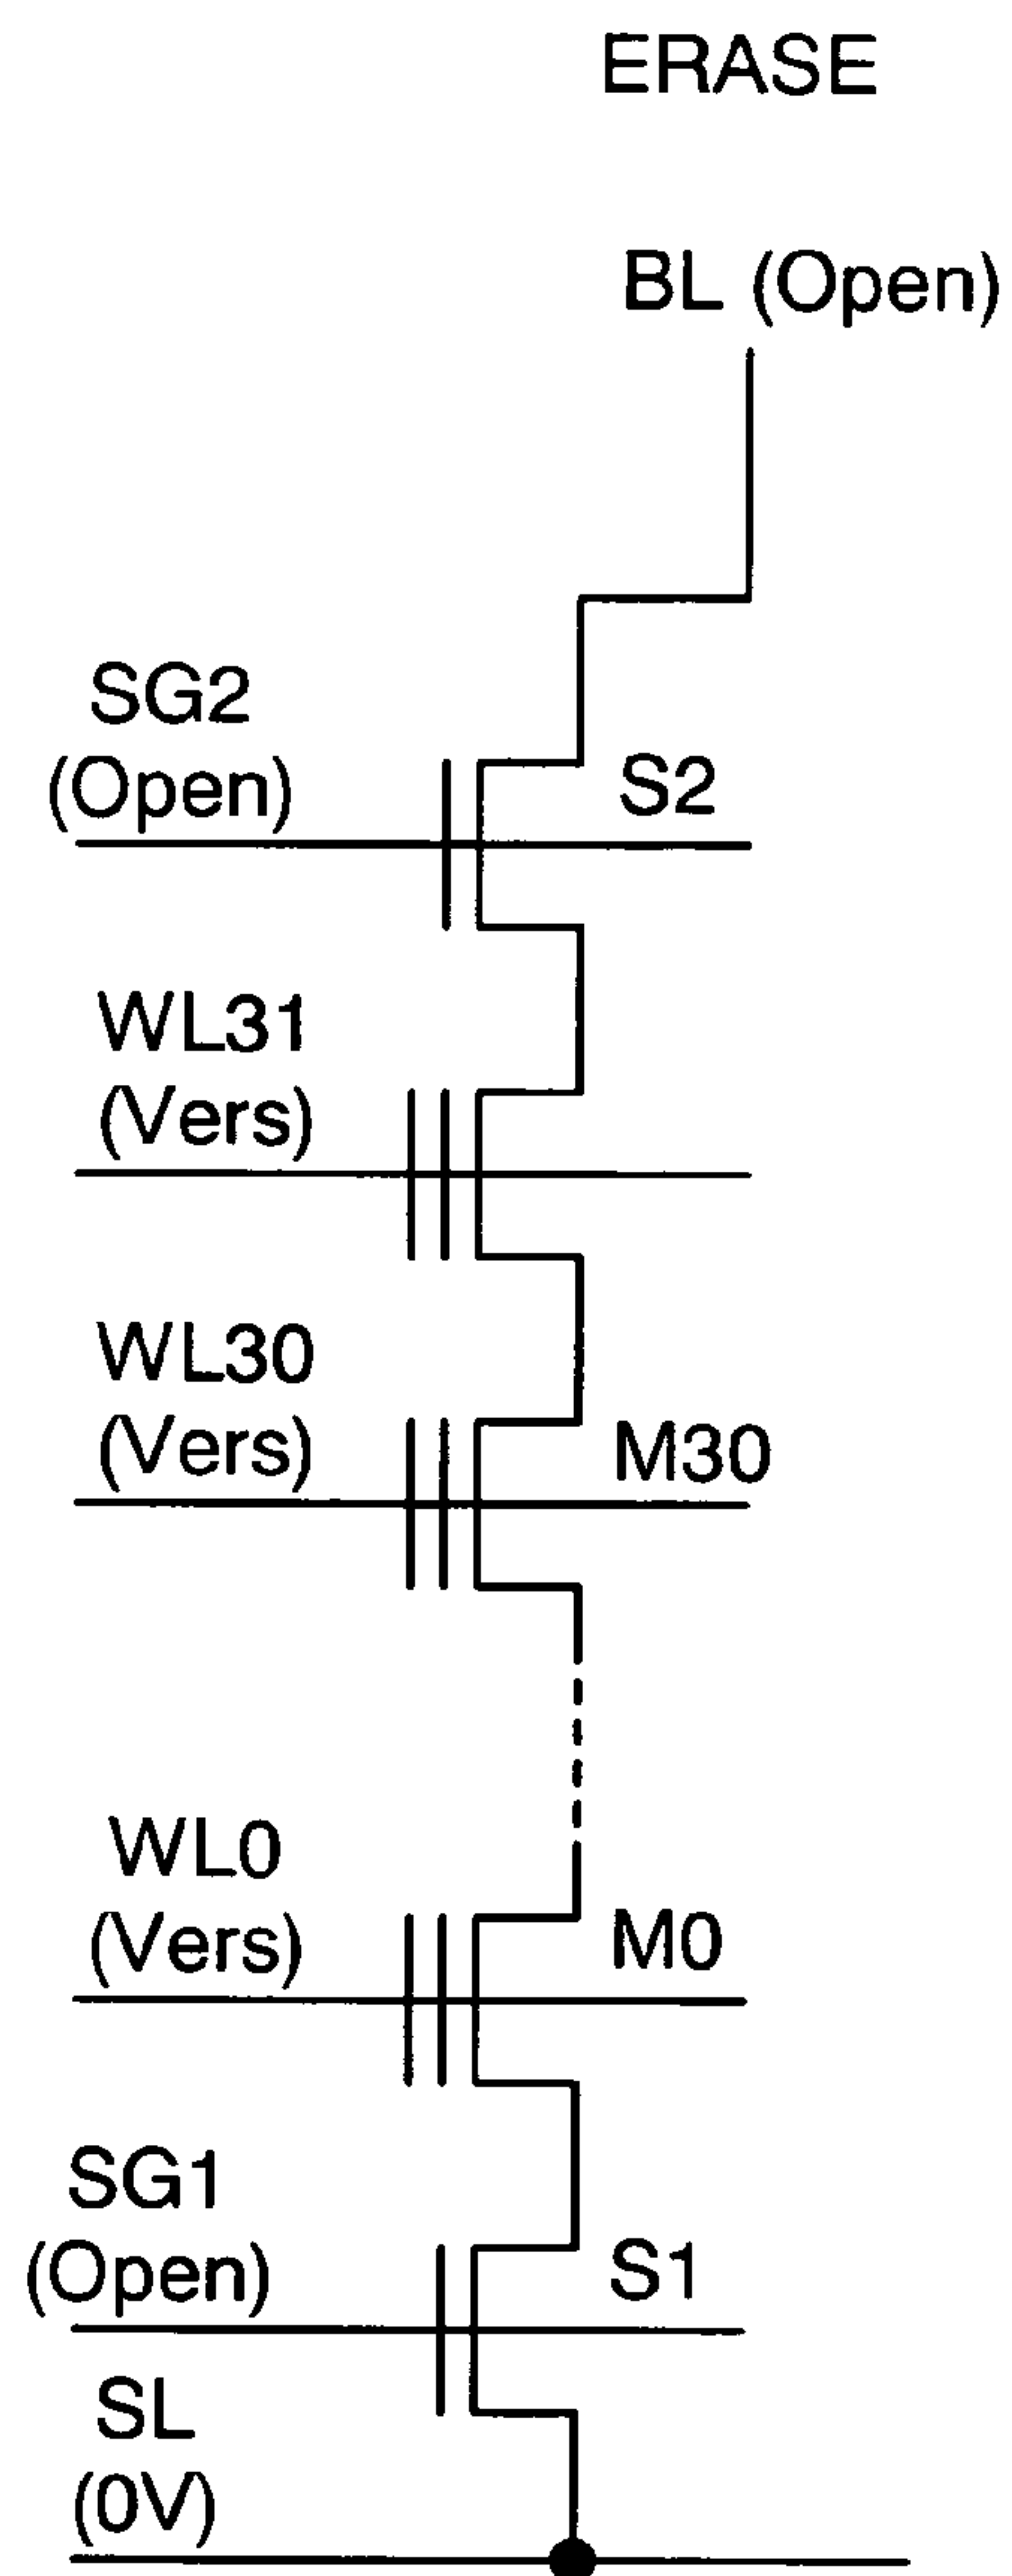 ERASE
BL (Open)
SG2
(Open)
S2
WL31
(Vers)
WL30
(Vers)
M30
WL0
(Vers)
M0
SG1
(Open)
S1
SL
(0V)